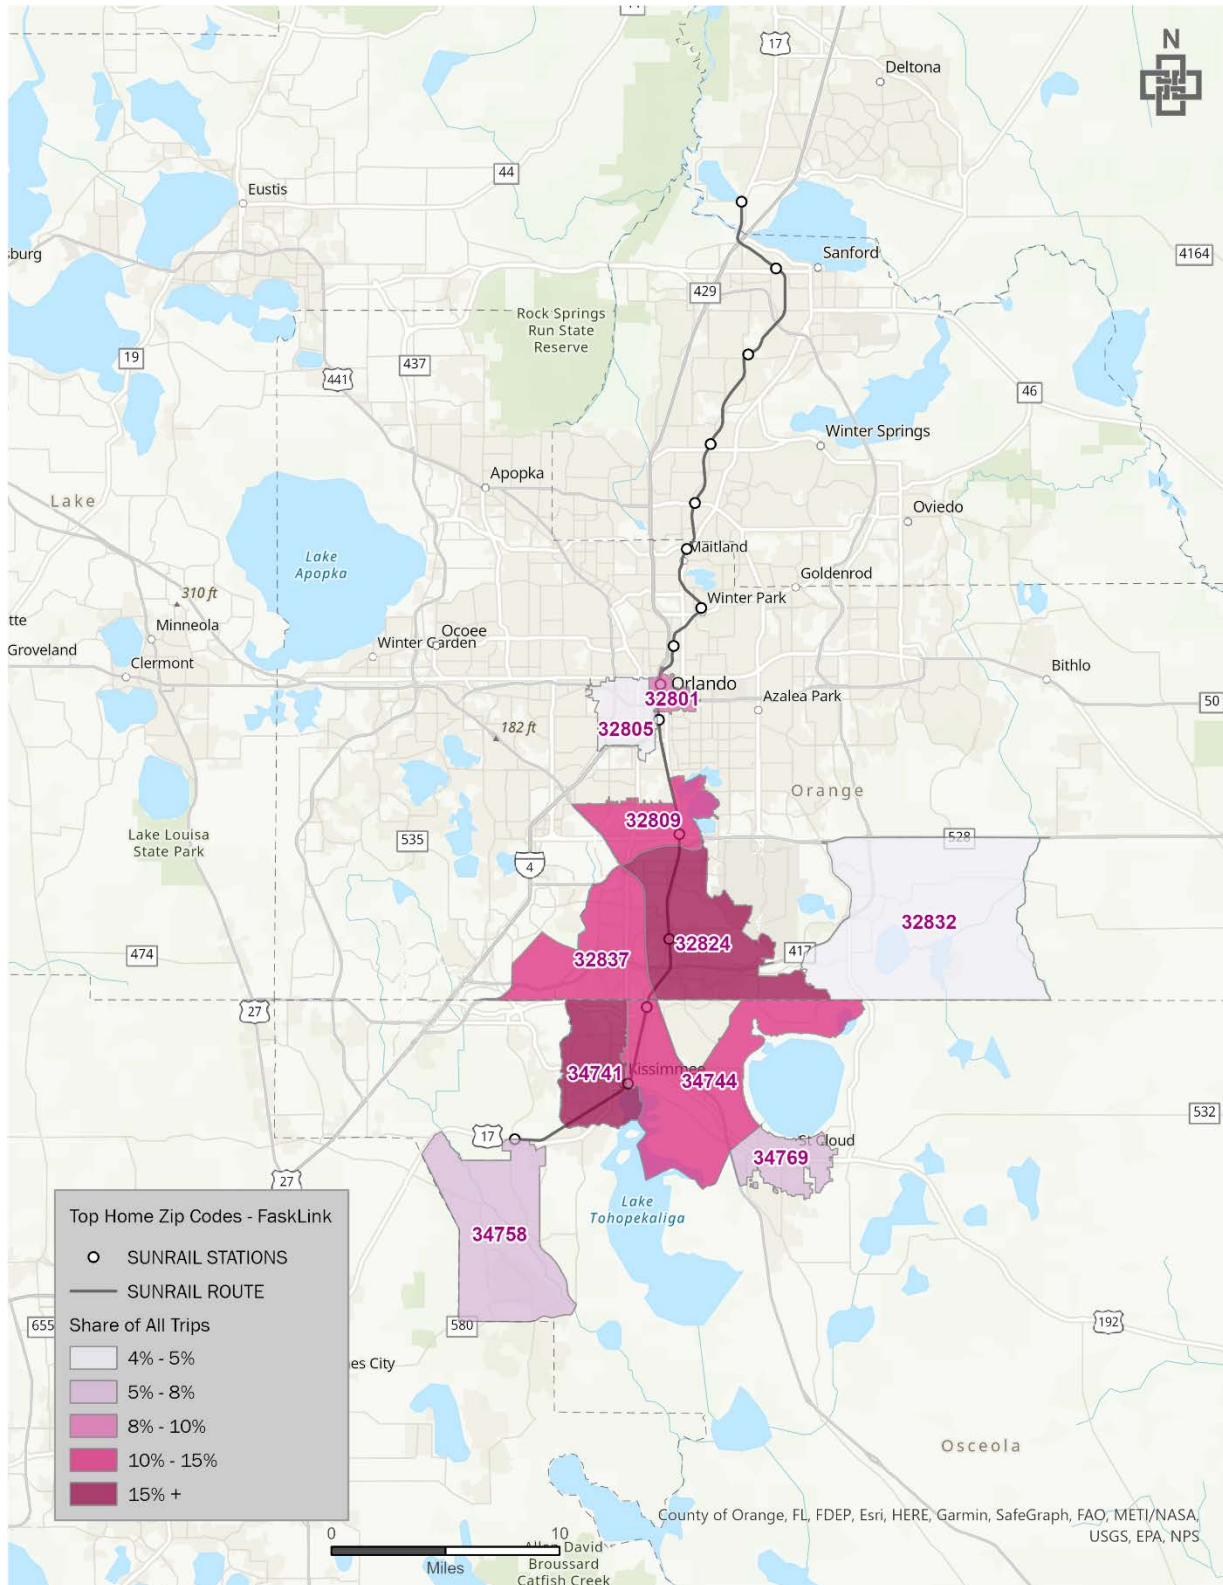 17
N
Deltona
44
Eustis
sburg
Sanford
4164
429
Rock Springs
Run State
Reserve
19
437
441
46
Winter Springs
Apopka
Lake
Oviedo
Lake
Apopka
Maitland
Goldenrod
310 ft
Winter Park
tte
Minneola
Ocoee
Winter Garden
Groveland
Clermont
Bithlo
Orlando
Azalea Park
32801
50
182 ft
32805
Orange
32809
528
Lake Louisa
State Park
535
4
32832
32824
474
417
32837
27
Kissimmee
34741
34744
532
17
St Cloud
34769
27
Lake
Tohopekaliga
34758
Top Home Zip Codes - FaskLink
SUNRAIL STATIONS
SUNRAIL ROUTE
655
580
192
Share of All Trips
4% - 5%
es City
5% - 8%
8% - 10%
Osceola
10% - 15%
15% +
County of Orange, FL, FDEP, Esri, HERE, Garmin, SafeGraph, FAO, METI/NASA,
USGS, EPA, NPS
0 10
Miles
Allen David
Broussard
Catfish Creek